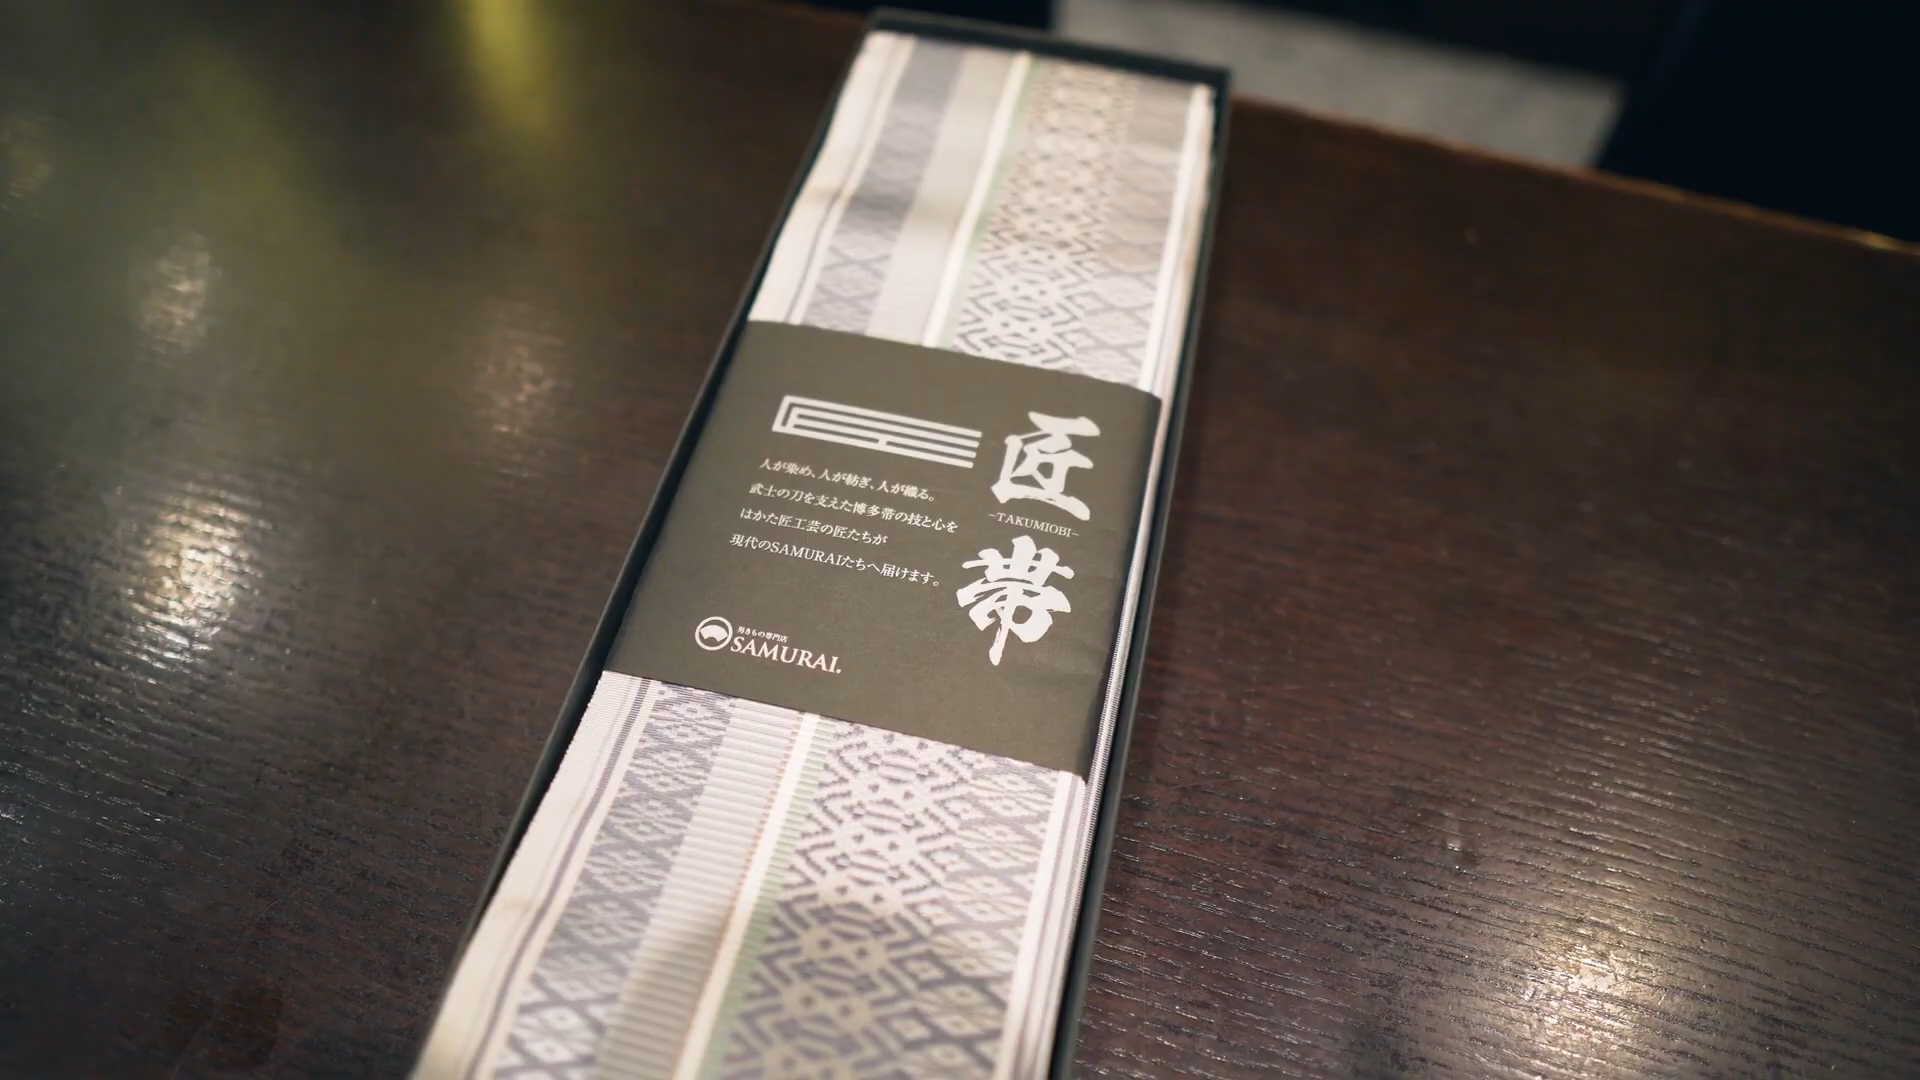 匠帯
-TAKUMIOBI-
人が染め、人が紡ぎ、人が織る。
武士の刀を支えた博多帯の技と心を
はかた匠工芸の匠たちが
現代のSAMURAIたちへ届けます。
男きもの専門店
SAMURAI.